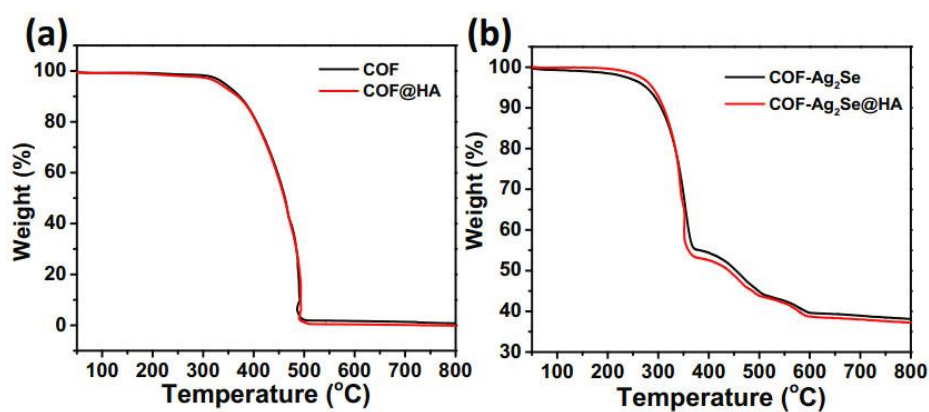 (a)
COF
COF@HA
100
80
60
40
20
0
Weight (%)
100 200 300 400 500 600 700 800
Temperature (°C)
(b)
COF-Ag₂Se
COF-Ag₂Se@HA
100
90
80
70
60
50
40
30
Weight (%)
100 200 300 400 500 600 700 800
Temperature (°C)